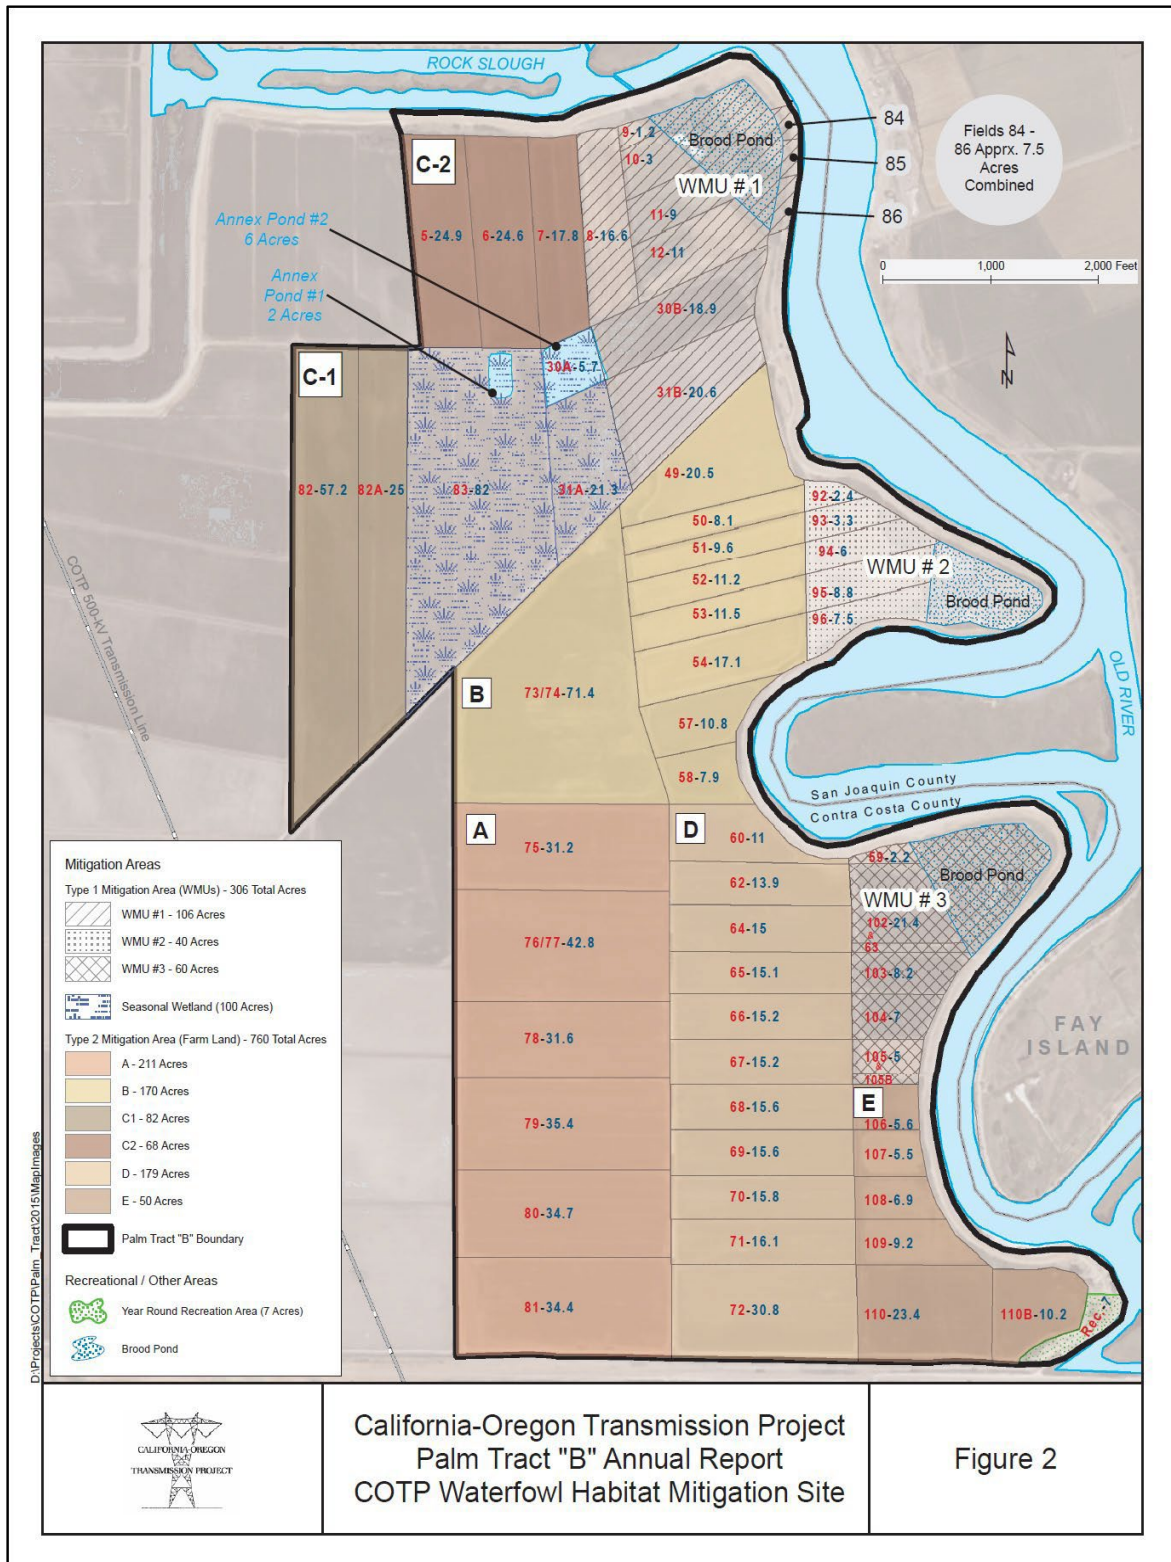 ROCK SLOUGH
84
85
86
Fields 84 -
86 Apprx. 7.5
Acres
Combined
0 1,000 2,000 Feet
N
C-2
9-1.2
10-3
Brood Pond
WMU # 1
11-9
12-11
5-24.9
6-24.6
7-17.8
8-16.6
Annex Pond #2
6 Acres
Annex
Pond #1
2 Acres
30B-18.9
C-1
30A-5.7
31B-20.6
82-57.2
82A-25
83-82
31A-21.3
49-20.5
50-8.1
51-9.6
52-11.2
53-11.5
54-17.1
92-2.4
93-3.3
94-6
WMU # 2
95-8.8
Brood Pond
96-7.5
COTP 500-kV Transmission Line
OLD RIVER
B
73/74-71.4
57-10.8
58-7.9
San Joaquin County
Contra Costa County
A
D
75-31.2
60-11
59-2.2
Brood Pond
62-13.9
WMU # 3
102-21.4
&
63
76/77-42.8
64-15
65-15.1
103-8.2
66-15.2
104-7
FAY
ISLAND
78-31.6
67-15.2
105-5
&
105B
E
68-15.6
106-5.6
79-35.4
69-15.6
107-5.5
70-15.8
108-6.9
80-34.7
71-16.1
109-9.2
81-34.4
72-30.8
110-23.4
110B-10.2
Rec.-7
Mitigation Areas
Type 1 Mitigation Area (WMUs) - 306 Total Acres
WMU #1 - 106 Acres
WMU #2 - 40 Acres
WMU #3 - 60 Acres
Seasonal Wetland (100 Acres)
Type 2 Mitigation Area (Farm Land) - 760 Total Acres
A - 211 Acres
B - 170 Acres
C1 - 82 Acres
C2 - 68 Acres
D - 179 Acres
E - 50 Acres
Palm Tract "B" Boundary
Recreational / Other Areas
Year Round Recreation Area (7 Acres)
Brood Pond
D:\Projects\COTP\Palm_Tract\2015\MapImages
CALIFORNIA-OREGON
TRANSMISSION PROJECT
California-Oregon Transmission Project
Palm Tract "B" Annual Report
COTP Waterfowl Habitat Mitigation Site
Figure 2